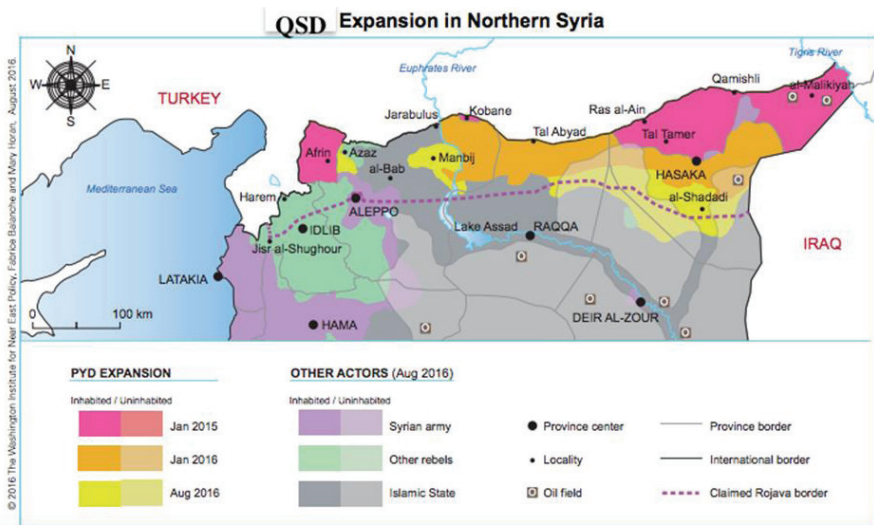 QSD Expansion in Northern Syria
© 2016 The Washington Institute for Near East Policy, Fabrice Balanche and Mary Horan, August 2016.
N
W E
S
TURKEY
Euphrates River
Tigris River
Mediterranean Sea
Qamishli
al-Malikiyah
Ras al-Ain
Kobane
Jarabulus
Tal Abyad
Tal Tamer
Afrin
Azaz
Manbij
al-Bab
HASAKA
Harem
ALEPPO
al-Shadadi
IDLIB
Lake Assad
RAQQA
Jisr al-Shughour
IRAQ
LATAKIA
0 100 km
HAMA
DEIR AL-ZOUR
PYD EXPANSION
Inhabited / Uninhabited
Jan 2015
Jan 2016
Aug 2016
OTHER ACTORS (Aug 2016)
Inhabited / Uninhabited
Syrian army
Other rebels
Islamic State
Province center
Locality
Oil field
Province border
International border
Claimed Rojava border